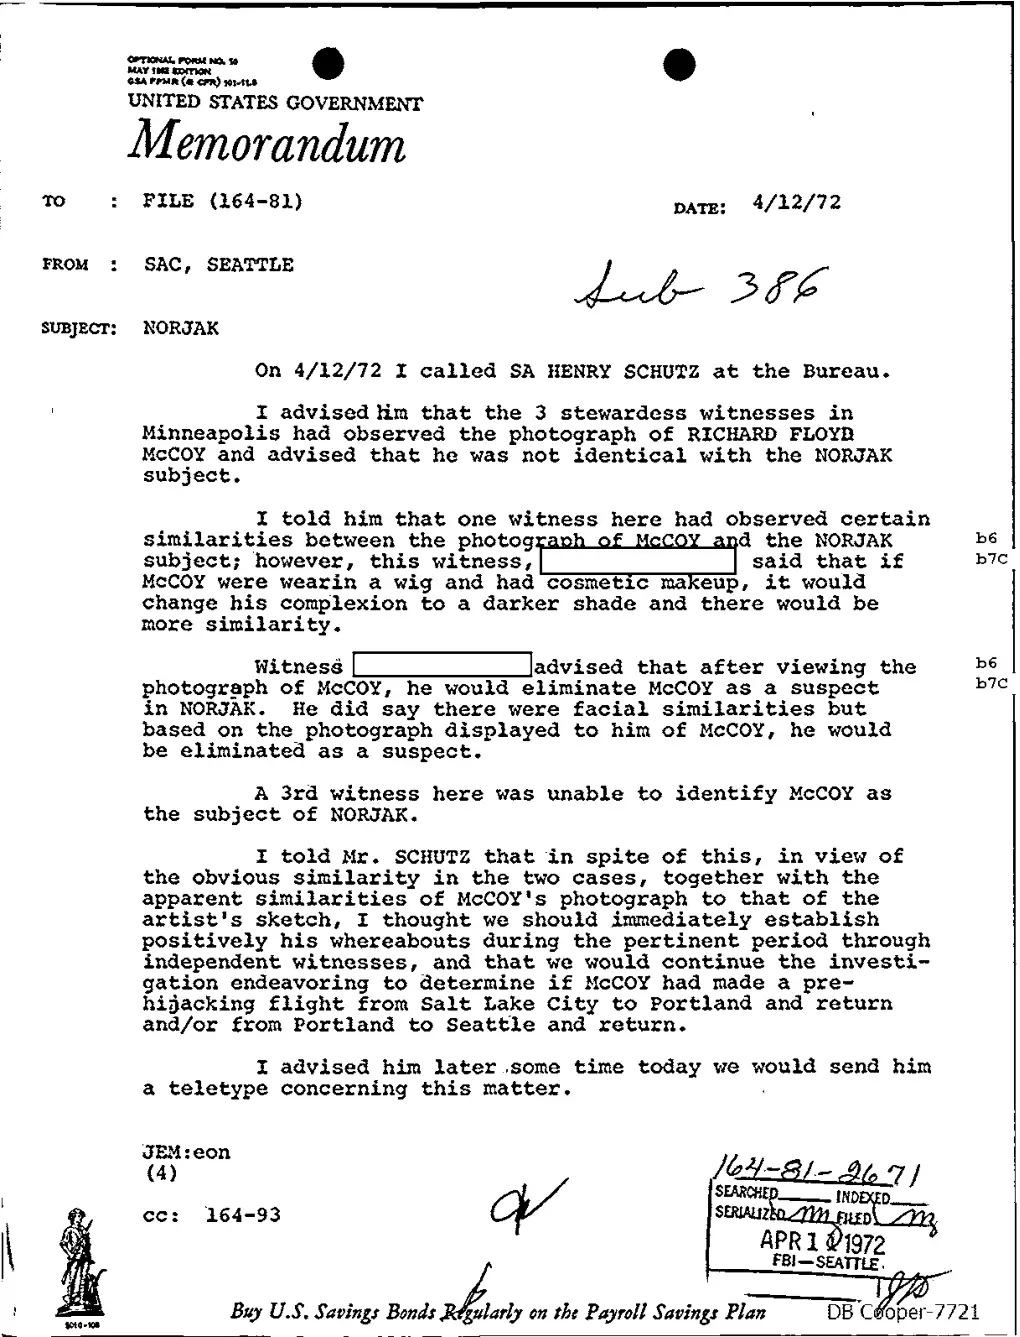 OPTIONAL FORM NO. 10
MAY 1962 EDITION
GSA FPMR (41 CFR) 101-11.6
UNITED STATES GOVERNMENT
Memorandum
TO : FILE (164-81) DATE: 4/12/72
FROM : SAC, SEATTLE
Sub 386
SUBJECT: NORJAK
On 4/12/72 I called SA HENRY SCHUTZ at the Bureau.
I advised him that the 3 stewardess witnesses in
Minneapolis had observed the photograph of RICHARD FLOYD
McCOY and advised that he was not identical with the NORJAK
subject.
I told him that one witness here had observed certain
similarities between the photograph of McCOY and the NORJAK b6
subject; however, this witness, said that if b7C
McCOY were wearin a wig and had cosmetic makeup, it would
change his complexion to a darker shade and there would be
more similarity.
Witness advised that after viewing the b6
photograph of McCOY, he would eliminate McCOY as a suspect b7C
in NORJAK. He did say there were facial similarities but
based on the photograph displayed to him of McCOY, he would
be eliminated as a suspect.
A 3rd witness here was unable to identify McCOY as
the subject of NORJAK.
I told Mr. SCHUTZ that in spite of this, in view of
the obvious similarity in the two cases, together with the
apparent similarities of McCOY's photograph to that of the
artist's sketch, I thought we should immediately establish
positively his whereabouts during the pertinent period through
independent witnesses, and that we would continue the investi-
gation endeavoring to determine if McCOY had made a pre-
hijacking flight from Salt Lake City to Portland and return
and/or from Portland to Seattle and return.
I advised him later some time today we would send him
a teletype concerning this matter.
JEM:eon
(4)
cc: 164-93
164-81-2671
SEARCHED INDEXED
SERIALIZED FILED
APR 1 1972
FBI—SEATTLE
5010-108
Buy U.S. Savings Bonds Regularly on the Payroll Savings Plan
DB Cooper-7721